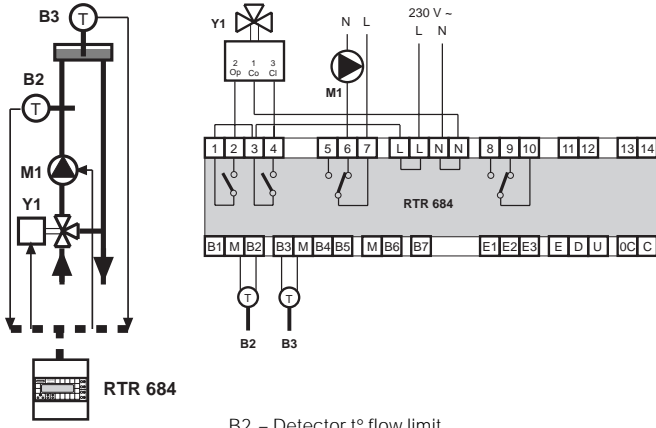 B3
T
B2
T
M1
Y1
RTR 684
Y1
2 1 3
Op Co Cl
N L
M1
230 V ~
L N
1 2 3 4 5 6 7 L L N N 8 9 10 11 12 13 14
RTR 684
B1 M B2 B3 M B4 B5 M B6 B7 E1 E2 E3 E D U 0C C
T T
B2 B3
B2 – Detector t° flow limit